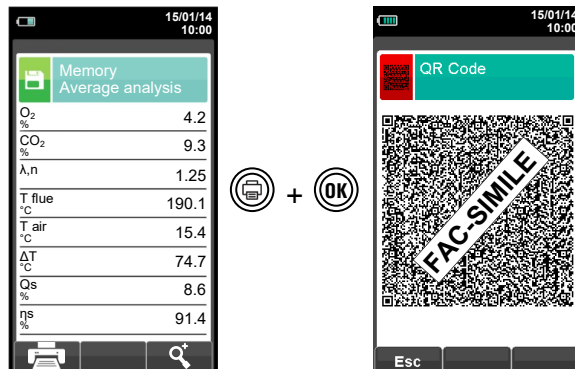 15/01/14
10:00
Memory
Average analysis
O₂
% 4.2
CO₂
% 9.3
λ,n 1.25
T flue
°C 190.1
T air
°C 15.4
ΔT
°C 74.7
Qs
% 8.6
ηs
% 91.4
+
OK
15/01/14
10:00
QR Code
FAC-SIMILE
Esc